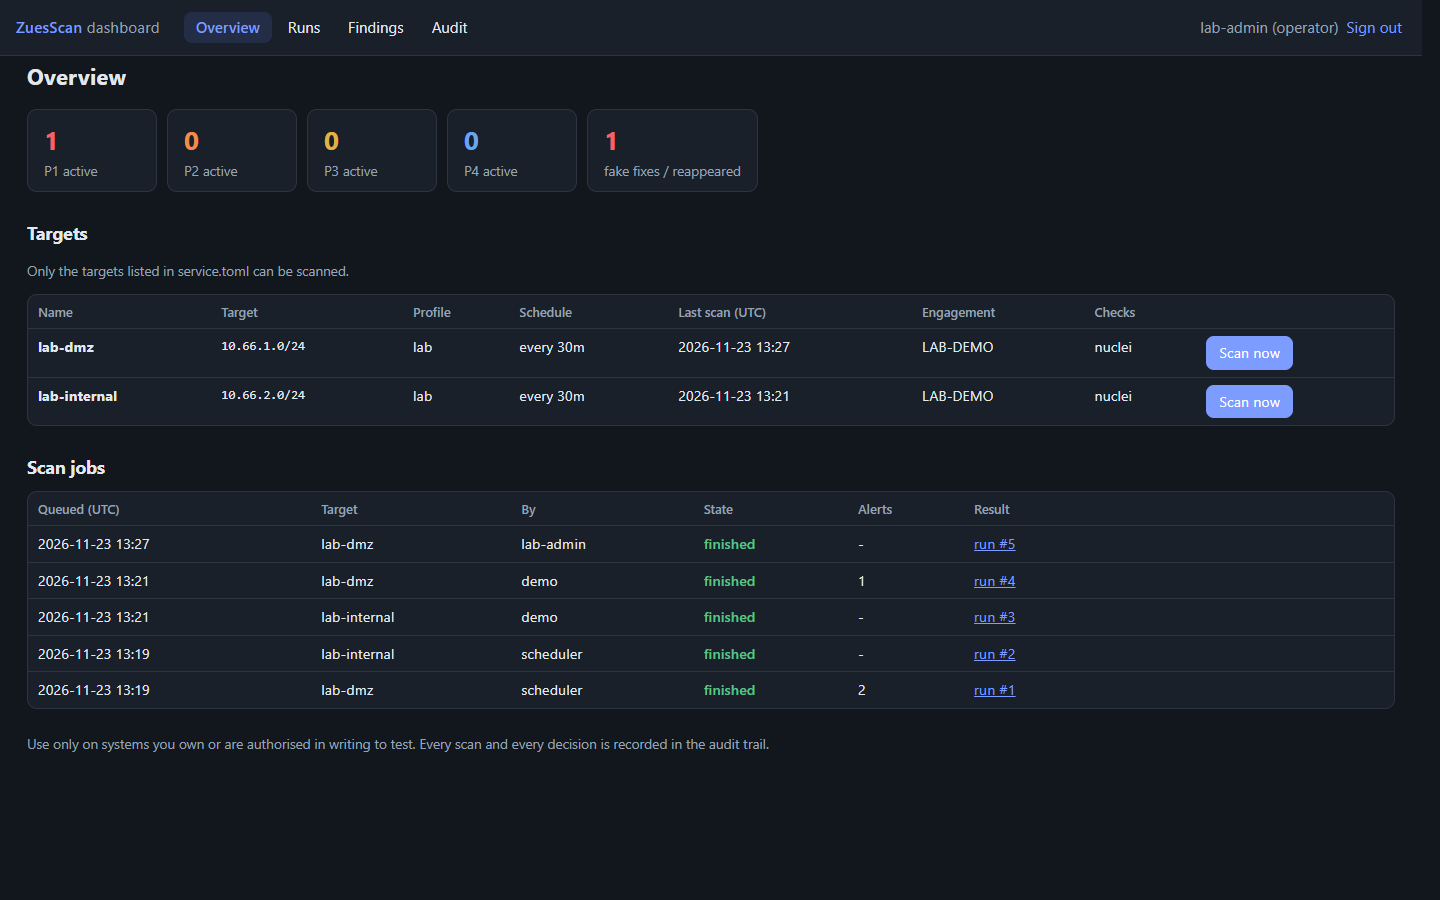 ZuesScan dashboard Overview Runs Findings Audit lab-admin (operator) Sign out
Overview
1 0 0 0 1
P1 active P2 active P3 active P4 active fake fixes / reappeared
Targets
Only the targets listed in service.toml can be scanned.
Name Target Profile Schedule Last scan (UTC) Engagement Checks
lab-dmz 10.66.1.0/24 lab every 30m 2026-11-23 13:27 LAB-DEMO nuclei Scan now
lab-internal 10.66.2.0/24 lab every 30m 2026-11-23 13:21 LAB-DEMO nuclei Scan now
Scan jobs
Queued (UTC) Target By State Alerts Result
2026-11-23 13:27 lab-dmz lab-admin finished - run #5
2026-11-23 13:21 lab-dmz demo finished 1 run #4
2026-11-23 13:21 lab-internal demo finished - run #3
2026-11-23 13:19 lab-internal scheduler finished - run #2
2026-11-23 13:19 lab-dmz scheduler finished 2 run #1
Use only on systems you own or are authorised in writing to test. Every scan and every decision is recorded in the audit trail.